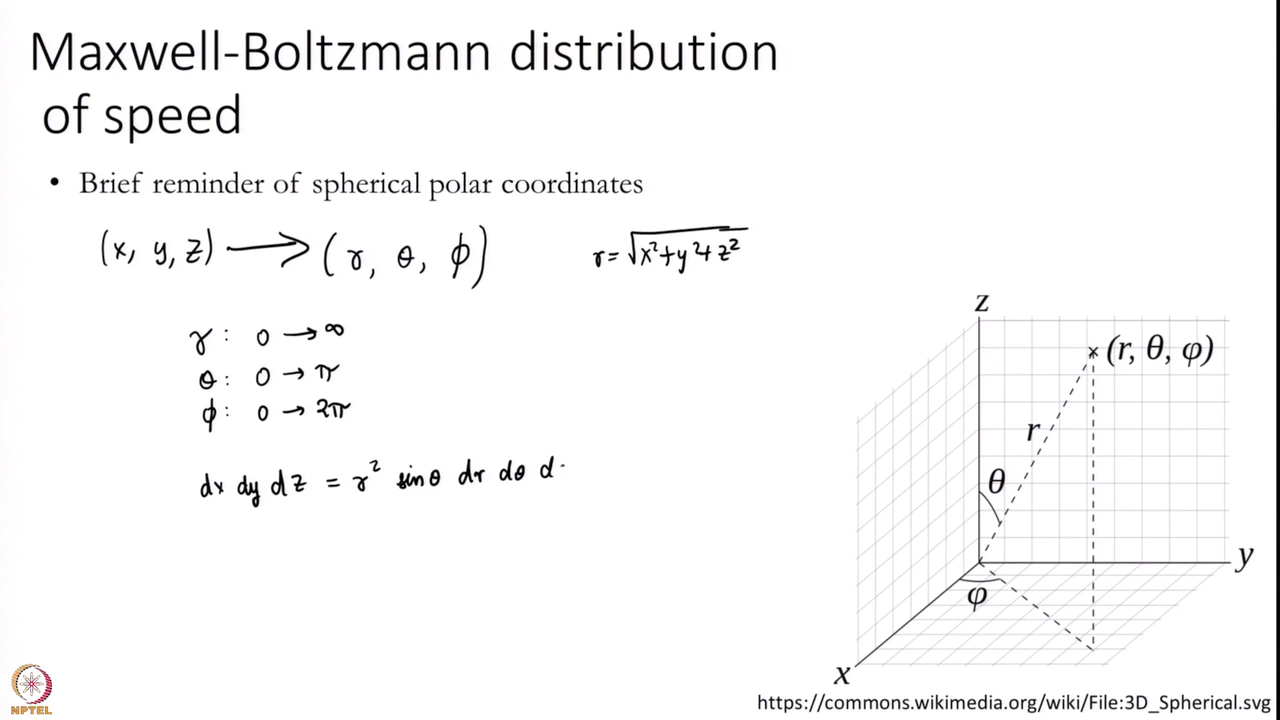 Maxwell-Boltzmann distribution
of speed
• Brief reminder of spherical polar coordinates
(x, y, z) ⟶ (r, θ, ϕ)
r = √x²+y²+z²
r : 0 → ∞
θ : 0 → π
ϕ : 0 → 2π
dx dy dz = r² sinθ dr dθ d
z
(r, θ, φ)
r
θ
y
φ
x
NPTEL
https://commons.wikimedia.org/wiki/File:3D_Spherical.svg